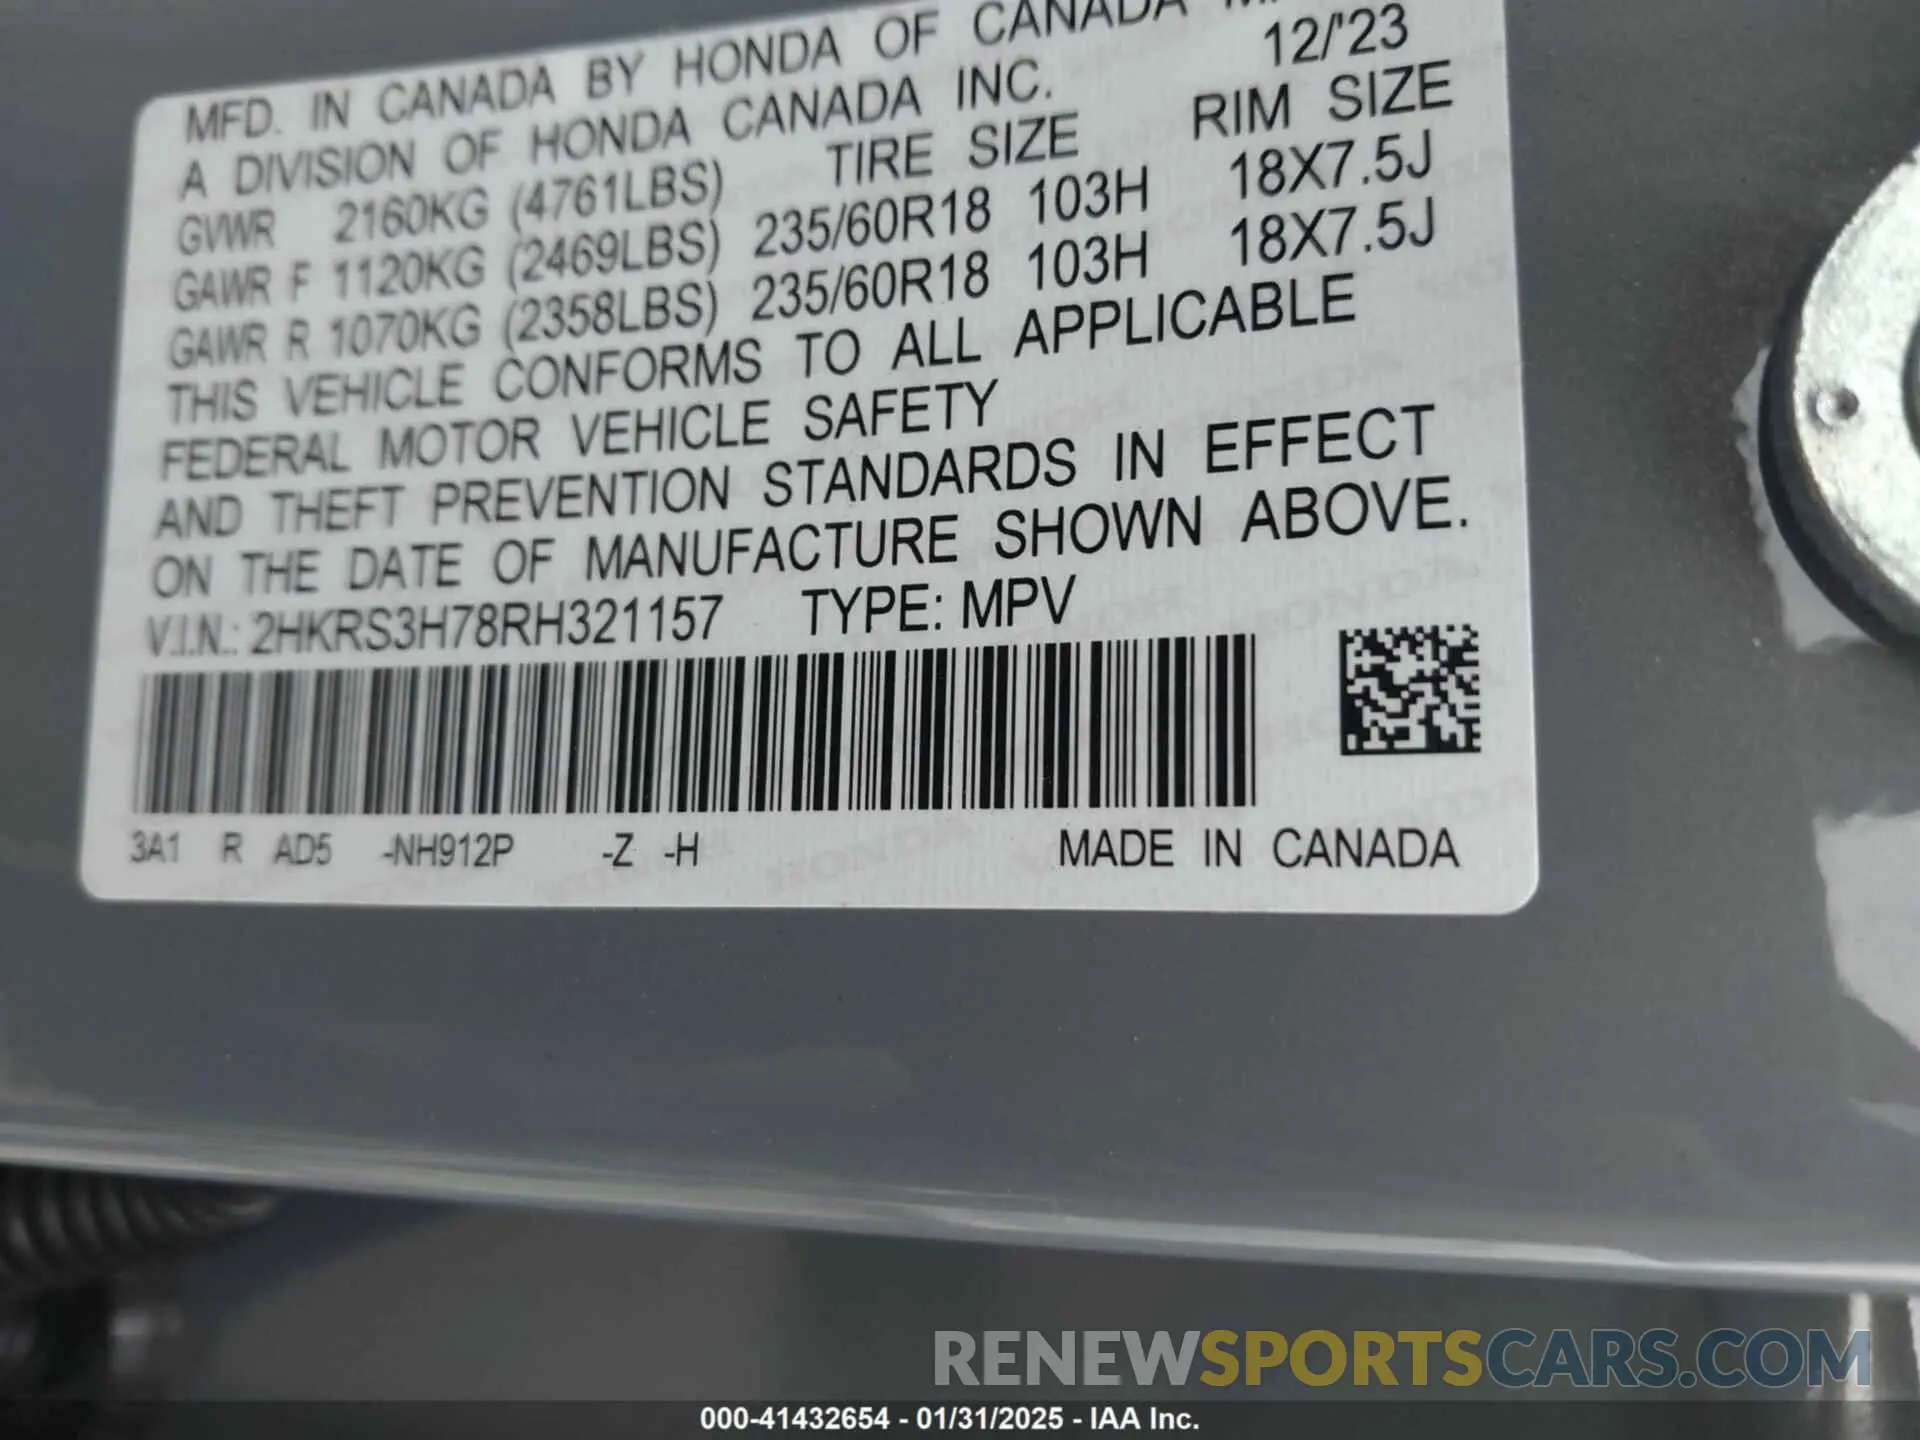 MFD. IN CANADA BY HONDA OF CANADA
A DIVISION OF HONDA CANADA INC. 12/'23
GVWR 2160KG (4761LBS) TIRE SIZE RIM SIZE
GAWR F 1120KG (2469LBS) 235/60R18 103H 18X7.5J
GAWR R 1070KG (2358LBS) 235/60R18 103H 18X7.5J
THIS VEHICLE CONFORMS TO ALL APPLICABLE
FEDERAL MOTOR VEHICLE SAFETY
AND THEFT PREVENTION STANDARDS IN EFFECT
ON THE DATE OF MANUFACTURE SHOWN ABOVE.
V.I.N.: 2HKRS3H78RH321157 TYPE: MPV
3A1 R AD5 -NH912P -Z -H MADE IN CANADA
RENEWSPORTSCARS.COM
000-41432654 - 01/31/2025 - IAA Inc.